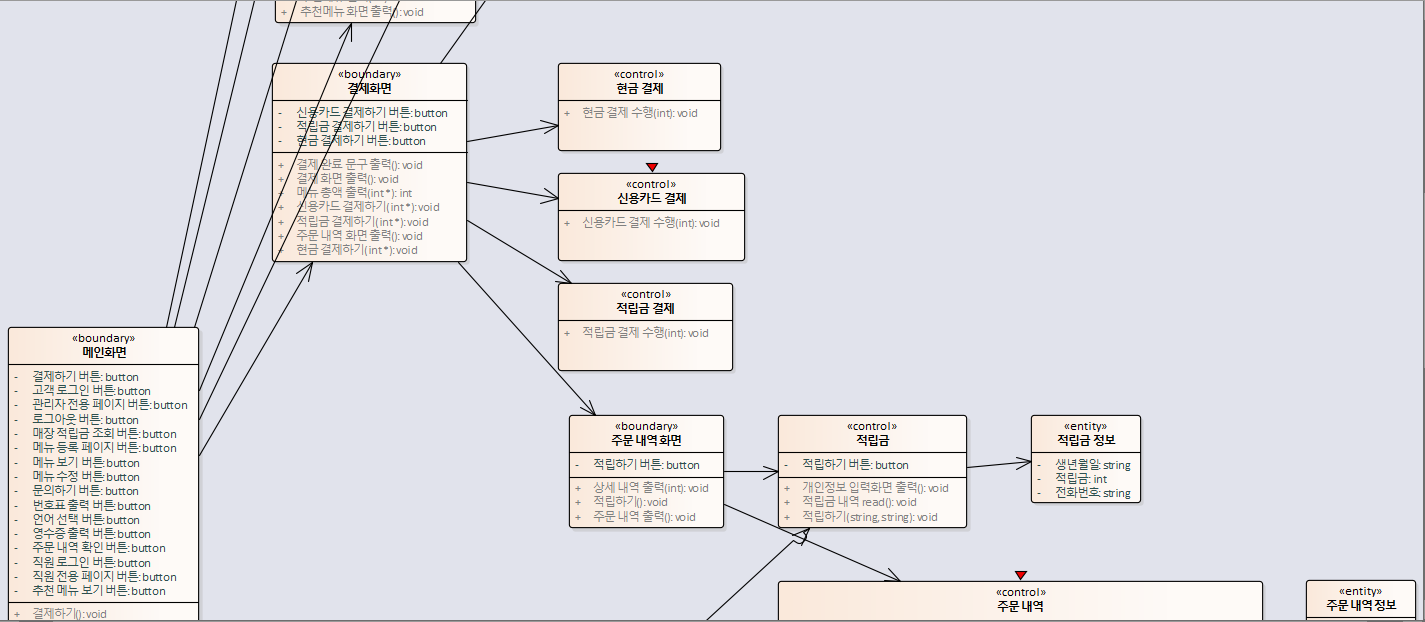 + 추천메뉴 화면 출력(): void
«boundary»
결제화면
- 신용카드 결제하기 버튼: button
- 적립금 결제하기 버튼: button
- 현금 결제하기 버튼: button
+ 결제 완료 문구 출력(): void
+ 결제 화면 출력(): void
+ 메뉴 총액 출력(int*): int
+ 신용카드 결제하기(int*): void
+ 적립금 결제하기(int*): void
+ 주문 내역 화면 출력(): void
+ 현금 결제하기(int*): void
«control»
현금 결제
+ 현금 결제 수행(int): void
«control»
신용카드 결제
+ 신용카드 결제 수행(int): void
«control»
적립금 결제
+ 적립금 결제 수행(int): void
«boundary»
메인화면
- 결제하기 버튼: button
- 고객 로그인 버튼: button
- 관리자 전용 페이지 버튼: button
- 로그아웃 버튼: button
- 매장 적립금 조회 버튼: button
- 메뉴 등록 페이지 버튼: button
- 메뉴 보기 버튼: button
- 메뉴 수정 버튼: button
- 문의하기 버튼: button
- 번호표 출력 버튼: button
- 언어 선택 버튼: button
- 영수증 출력 버튼: button
- 주문 내역 확인 버튼: button
- 직원 로그인 버튼: button
- 직원 전용 페이지 버튼: button
- 추천 메뉴 보기 버튼: button
+ 결제하기(): void
«boundary»
주문 내역 화면
- 적립하기 버튼: button
+ 상세 내역 출력(int): void
+ 적립하기(): void
+ 주문 내역 출력(): void
«control»
적립금
- 적립하기 버튼: button
+ 개인정보 입력화면 출력(): void
+ 적립금 내역 read(): void
+ 적립하기(string, string): void
«entity»
적립금 정보
- 생년월일: string
- 적립금: int
- 전화번호: string
«control»
주문 내역
«entity»
주문 내역 정보